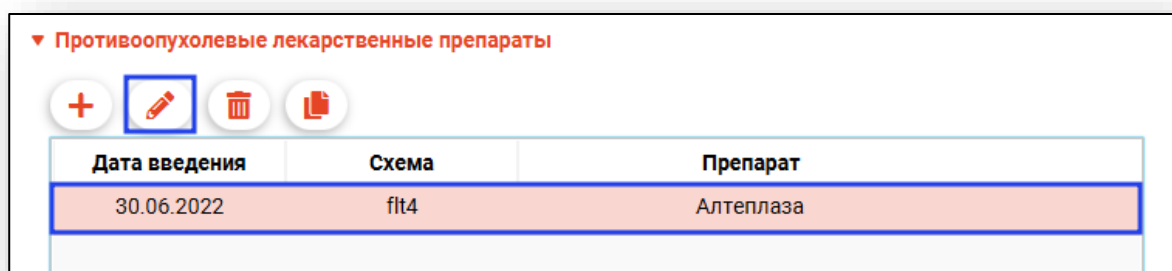 Противоопухолевые лекарственные препараты
Дата введения Схема Препарат
30.06.2022 flt4 Алтеплаза